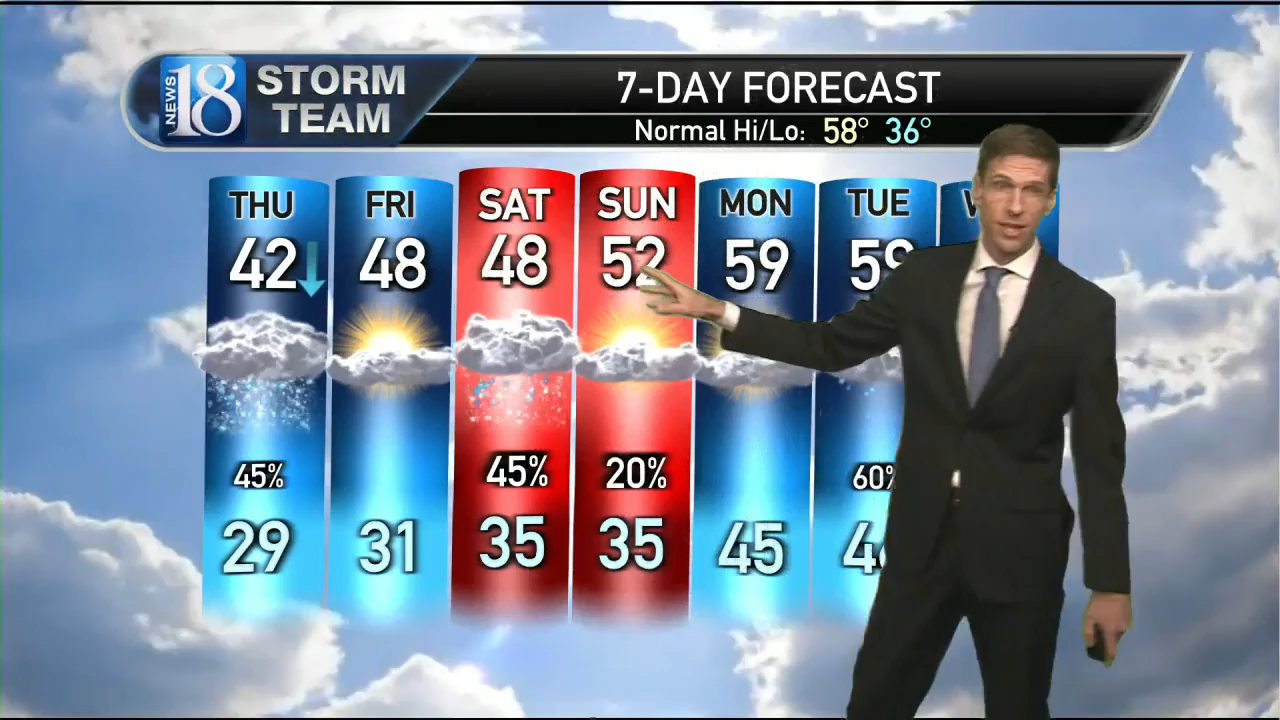 NEWS 18 STORM TEAM
7-DAY FORECAST
Normal Hi/Lo: 58° 36°
THU FRI SAT SUN MON TUE
42 48 48 52 59
45% 45% 20% 60%
29 31 35 35 45